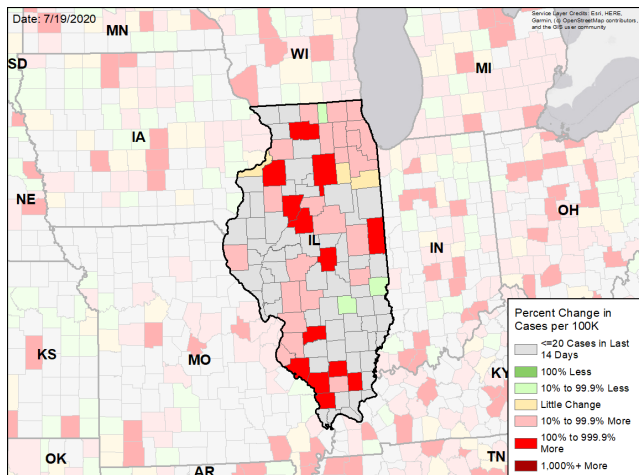 Date: 7/19/2020
Service Layer Credits: Esri, HERE,
Garmin, (c) OpenStreetMap contributors,
and the GIS user community
MN
SD
WI
MI
IA
NE
OH
IL
IN
KS
MO
KY
OK
AR
TN
Percent Change in
Cases per 100K
<=20 Cases in Last
14 Days
100% Less
10% to 99.9% Less
Little Change
10% to 99.9% More
100% to 999.9%
More
1,000%+ More